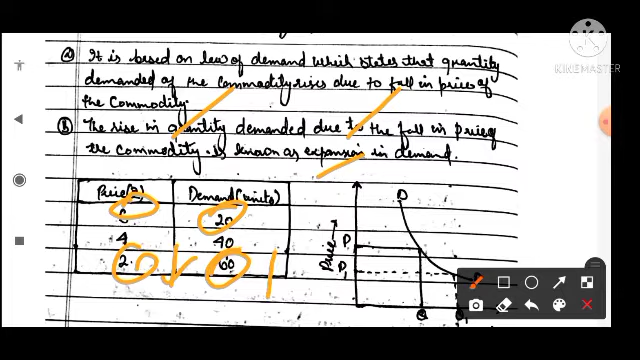 KINEMASTER
(a) It is based on law of demand which states that quantity
demanded of the commodity rises due to fall in price of
the commodity.
(b) The rise in quantity demanded due to the fall in price of
the commodity is known as expansion in demand.
Price(₹) Demand(units)
6 20
4 40
2 60
D
Price→
P
P1
Q Q1